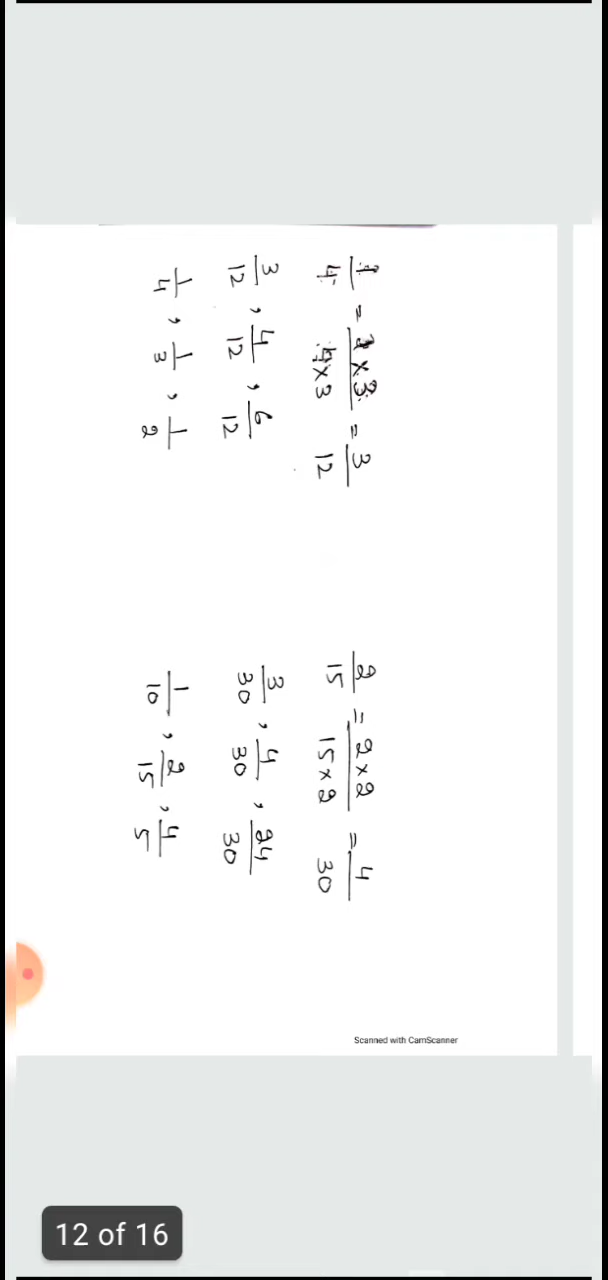 1/4 = 1×3/4×3 = 3/12
3/12, 4/12, 6/12
1/4, 1/3, 1/2
2/15 = 2×2/15×2 = 4/30
3/30, 4/30, 24/30
1/10, 2/15, 4/5
Scanned with CamScanner
12 of 16